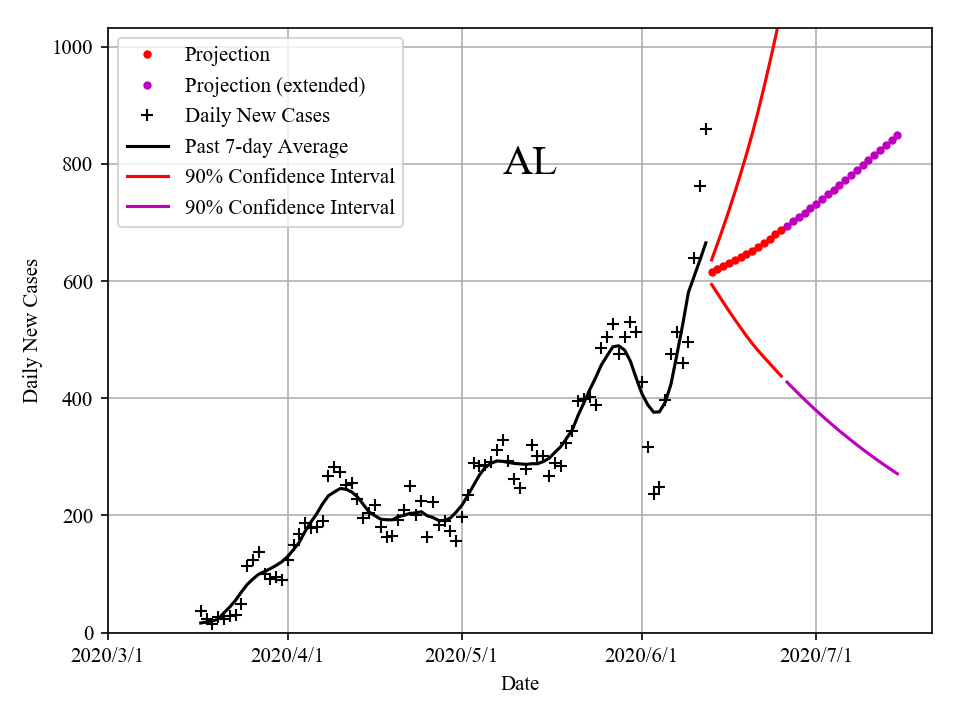 1000
800
600
400
200
0
Daily New Cases
Projection
Projection (extended)
Daily New Cases
Past 7-day Average
90% Confidence Interval
90% Confidence Interval
AL
2020/3/1 2020/4/1 2020/5/1 2020/6/1 2020/7/1
Date